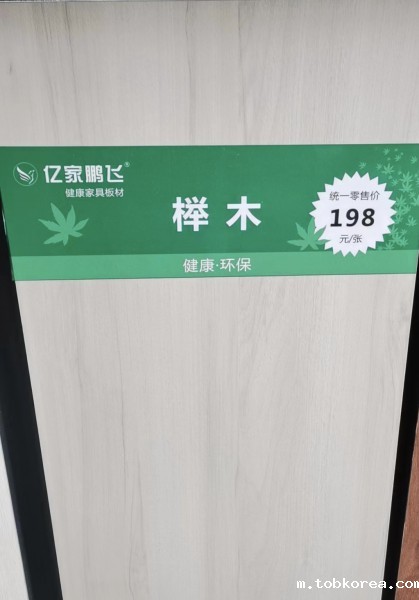 亿家鹏飞®
健康家具板材
榉木
统一零售价
198
元/张
健康·环保
m.tobkorea.com